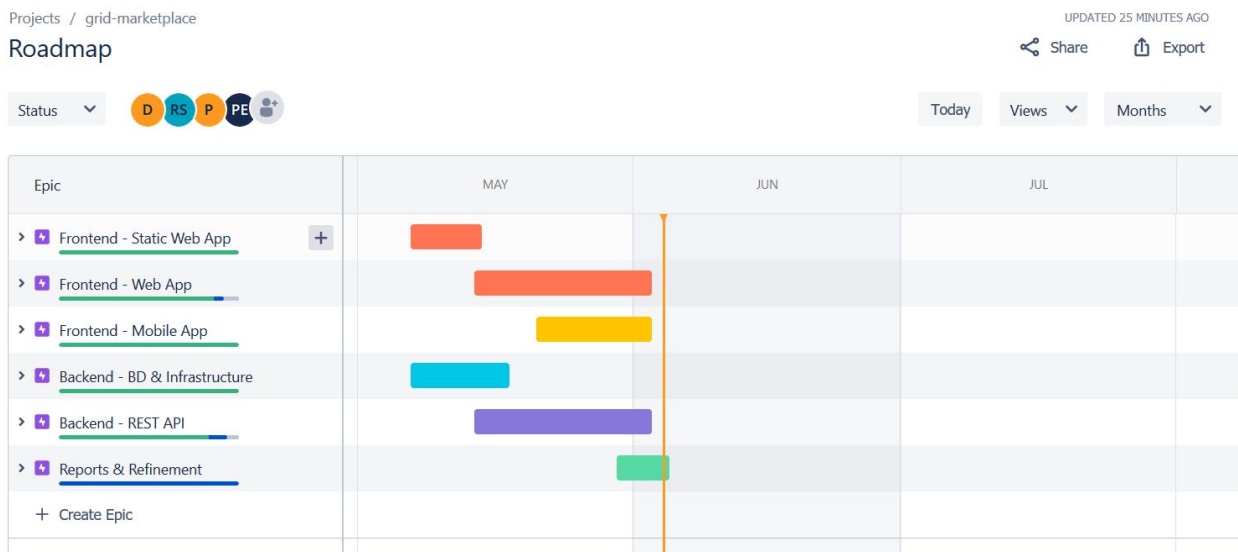 Projects / grid-marketplace
UPDATED 25 MINUTES AGO
Roadmap
Share
Export
Status
D
RS
P
PE
Today
Views
Months
Epic
MAY
JUN
JUL
Frontend - Static Web App
Frontend - Web App
Frontend - Mobile App
Backend - BD & Infrastructure
Backend - REST API
Reports & Refinement
+ Create Epic